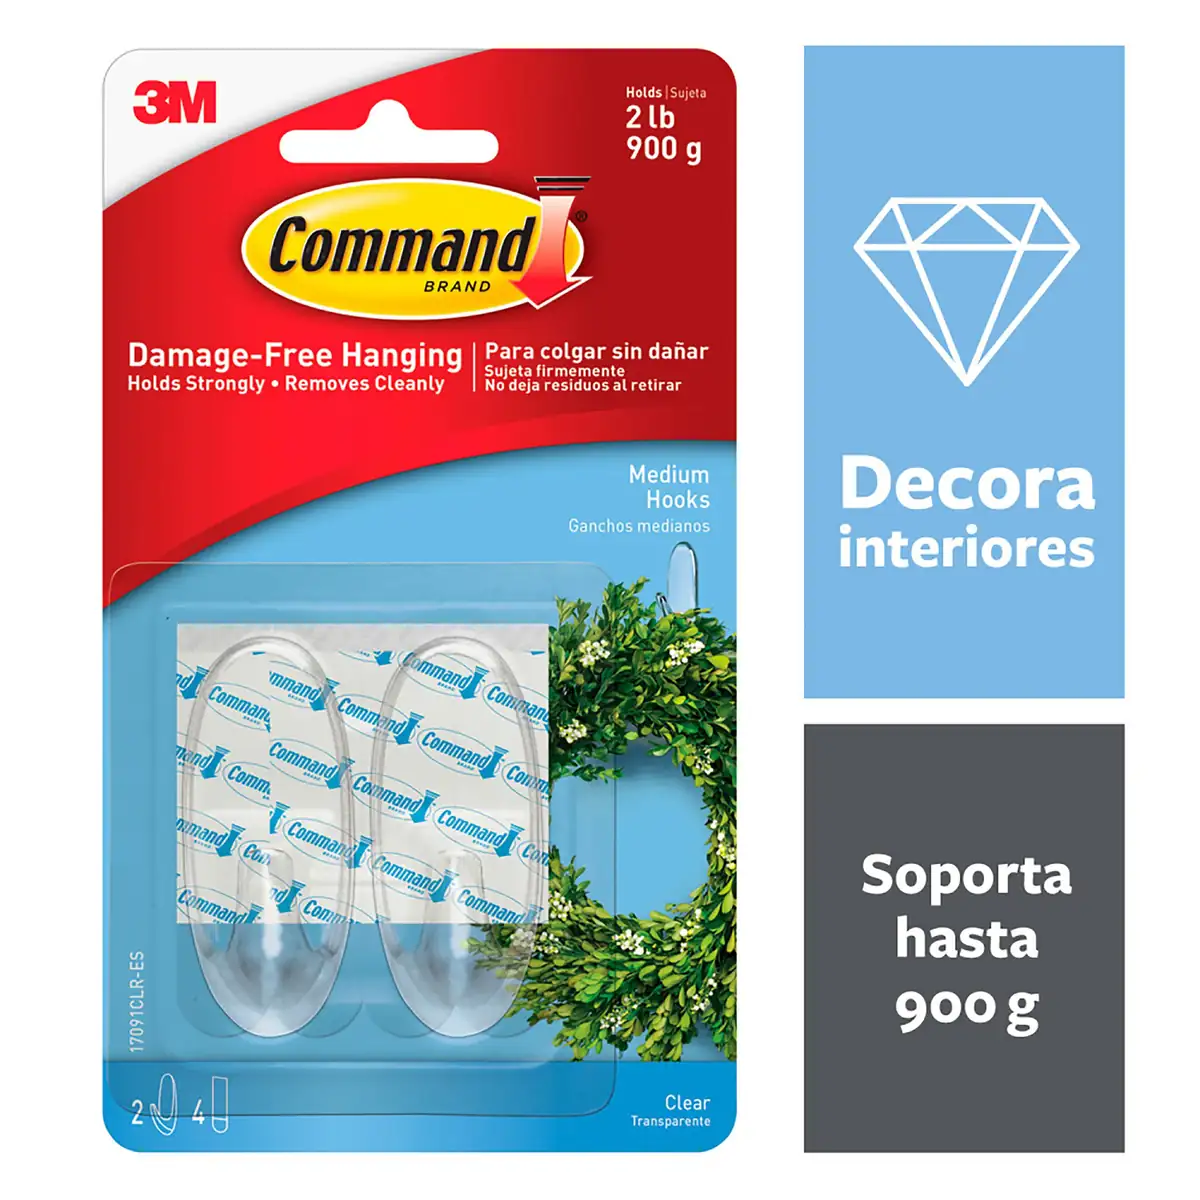 3M
Holds | Sujeta
2 lb
900 g
Command®
BRAND
Damage-Free Hanging
Holds Strongly • Removes Cleanly
Para colgar sin dañar
Sujeta firmemente
No deja residuos al retirar
Medium
Hooks
Ganchos medianos
Command
BRAND
17091CLR-ES
2
4
Clear
Transparente
Decora
interiores
Soporta
hasta
900 g